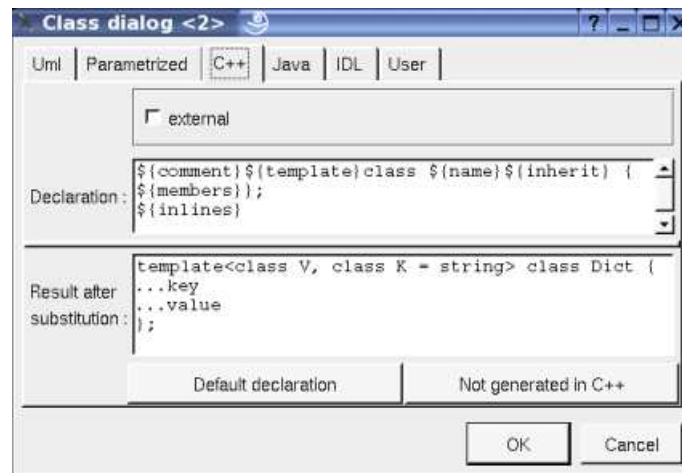 Class dialog <2>
Uml Parametrized C++ Java IDL User
external
Declaration :
${comment}${template}class ${name}${inherit} {
${members}};
${inlines}
Result after
substitution :
template<class V, class K = string> class Dict {
...key
...value
};
Default declaration Not generated in C++
OK Cancel